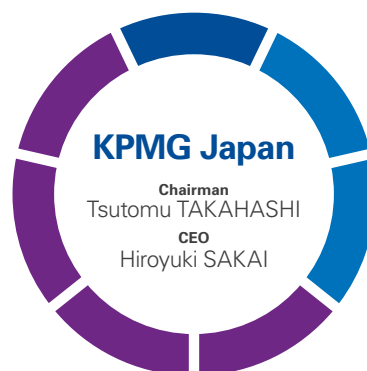 KPMG Japan
Chairman
Tsutomu TAKAHASHI
CEO
Hiroyuki SAKAI